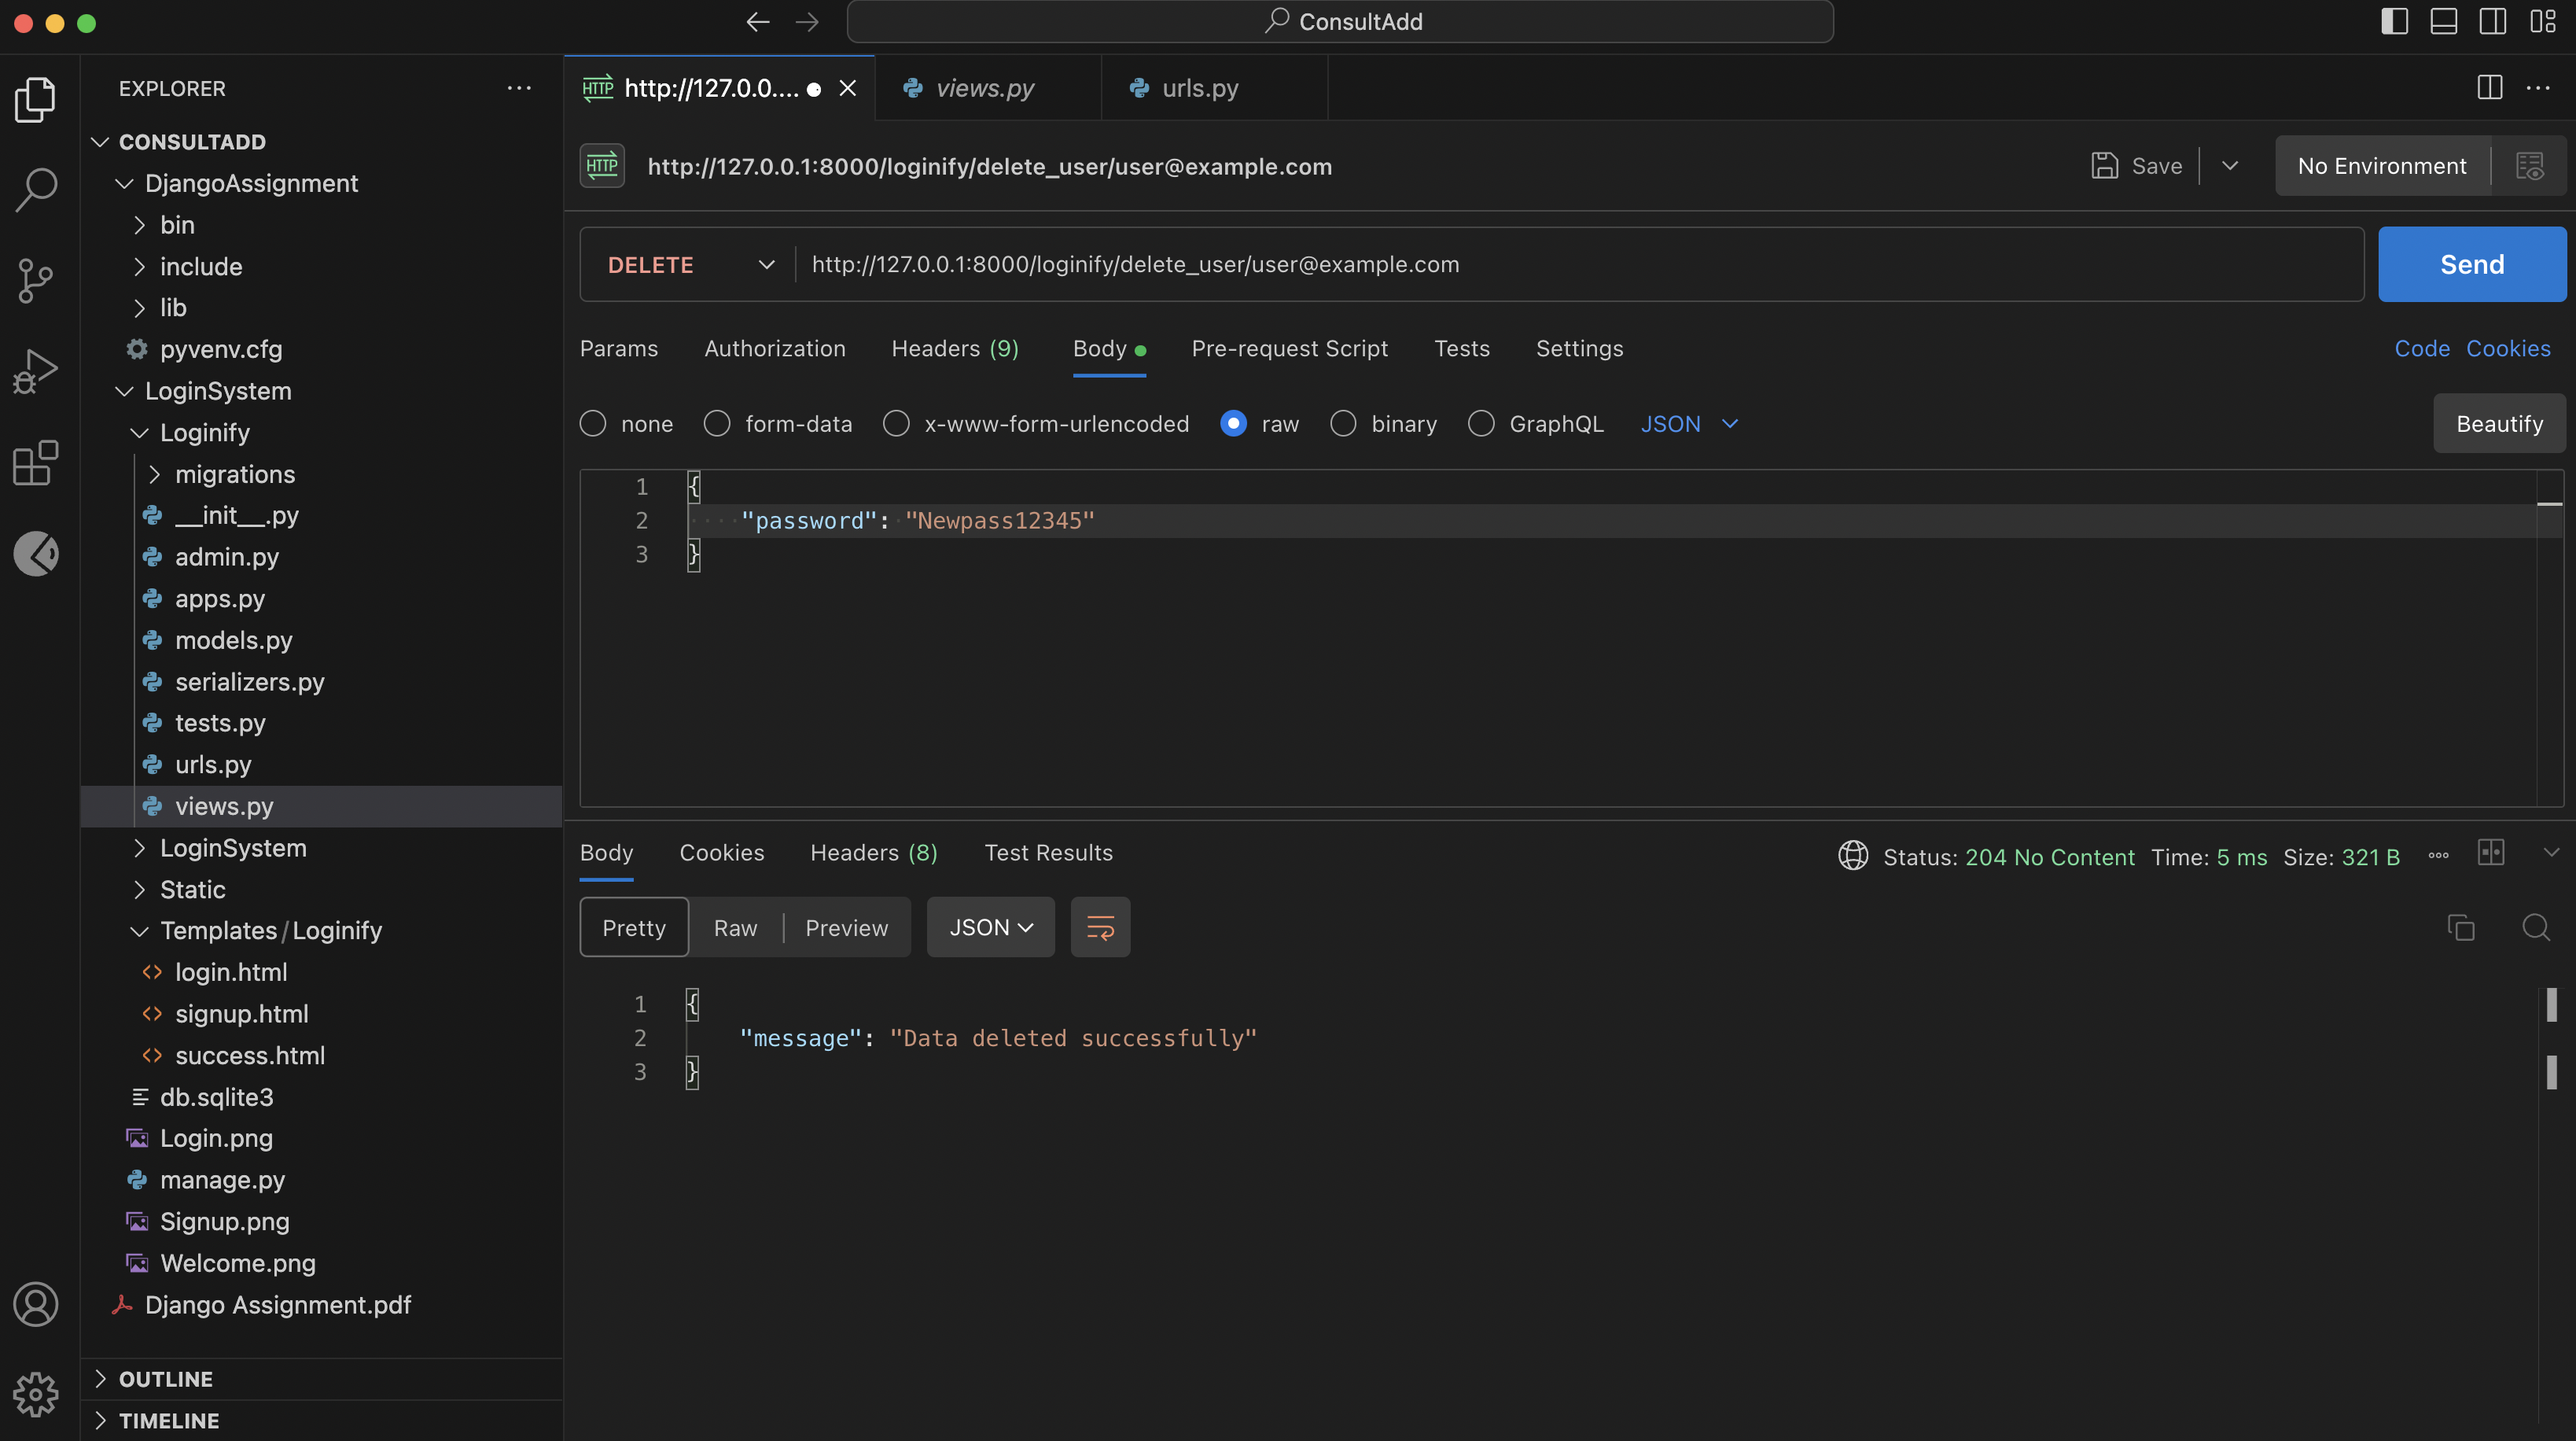 ConsultAdd
EXPLORER
CONSULTADD
DjangoAssignment
bin
include
lib
pyvenv.cfg
LoginSystem
Loginify
migrations
__init__.py
admin.py
apps.py
models.py
serializers.py
tests.py
urls.py
views.py
LoginSystem
Static
Templates/Loginify
login.html
signup.html
success.html
db.sqlite3
Login.png
manage.py
Signup.png
Welcome.png
Django Assignment.pdf
OUTLINE
TIMELINE
HTTP http://127.0.0.... views.py urls.py
HTTP http://127.0.0.1:8000/loginify/delete_user/user@example.com Save No Environment
DELETE http://127.0.0.1:8000/loginify/delete_user/user@example.com Send
Params Authorization Headers (9) Body Pre-request Script Tests Settings Code Cookies
none form-data x-www-form-urlencoded raw binary GraphQL JSON Beautify
1 {
2 ····"password":·"Newpass12345"
3 }
Body Cookies Headers (8) Test Results Status: 204 No Content Time: 5 ms Size: 321 B
Pretty Raw Preview JSON
1 {
2 "message": "Data deleted successfully"
3 }